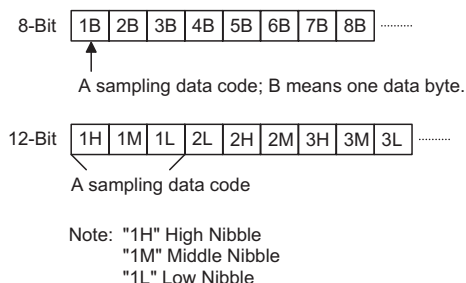 8-Bit 1B 2B 3B 4B 5B 6B 7B 8B
A sampling data code; B means one data byte.
12-Bit 1H 1M 1L 2L 2H 2M 3H 3M 3L
A sampling data code
Note: "1H" High Nibble
"1M" Middle Nibble
"1L" Low Nibble